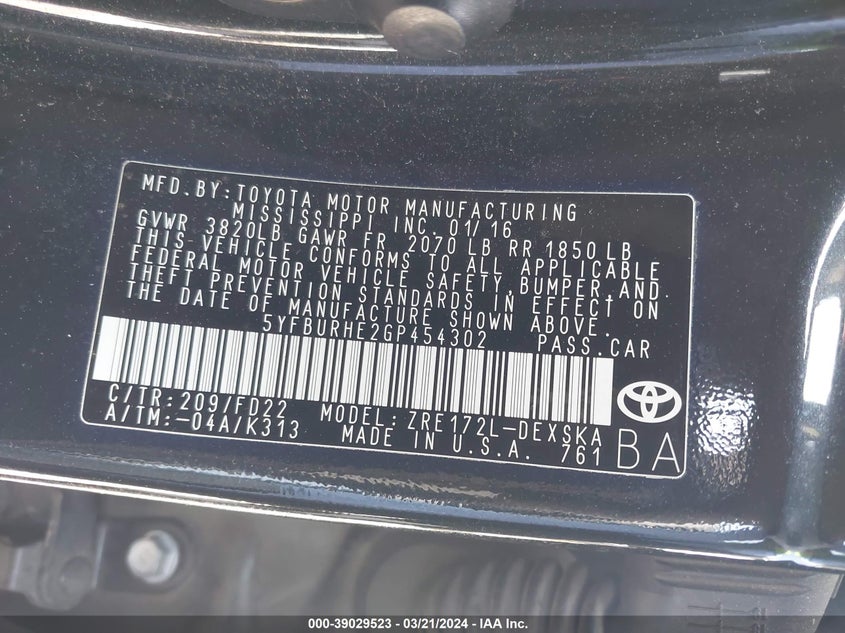 MFD.BY:TOYOTA MOTOR MANUFACTURING
MISSISSIPPI INC. 01/16
GVWR 3820LB GAWR FR 2070 LB RR 1850 LB
THIS VEHICLE CONFORMS TO ALL APPLICABLE
FEDERAL MOTOR VEHICLE SAFETY, BUMPER, AND
THEFT PREVENTION STANDARDS IN EFFECT ON
THE DATE OF MANUFACTURE SHOWN ABOVE.
5YFBURHE2GP454302 PASS.CAR
C/TR:209/FD22 MODEL:ZRE172L-DEXSKA
A/TM:-04A/K313 MADE IN U.S.A. 761
BA
000-39029523 - 03/21/2024 - IAA Inc.